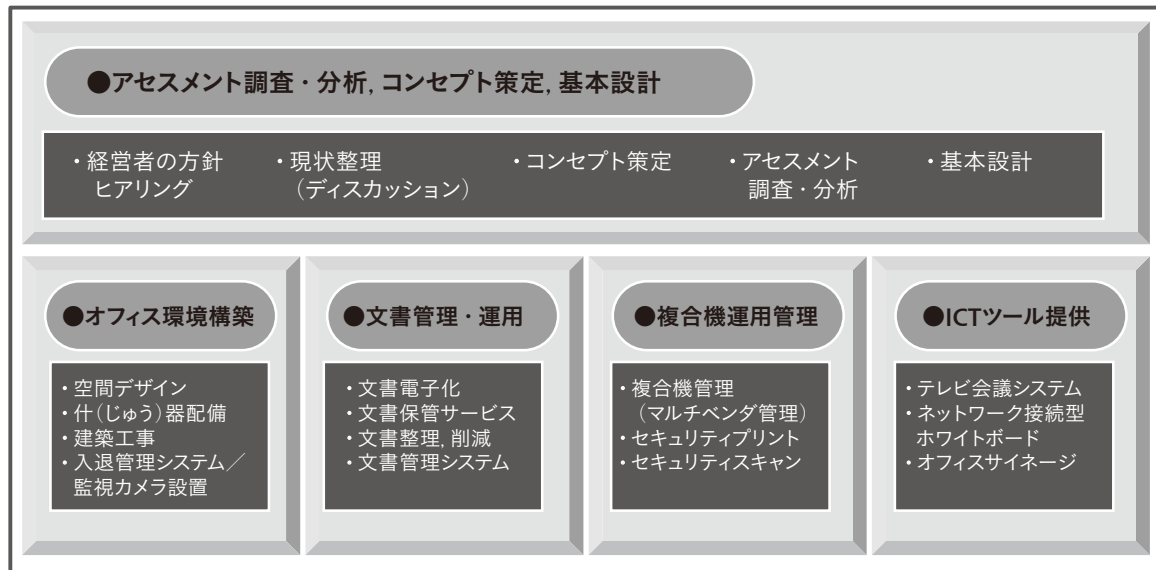 ●アセスメント調査・分析, コンセプト策定, 基本設計
・経営者の方針
ヒアリング
・現状整理
（ディスカッション）
・コンセプト策定
・アセスメント
調査・分析
・基本設計
●オフィス環境構築
・空間デザイン
・什（じゅう）器配備
・建築工事
・入退管理システム／
監視カメラ設置
●文書管理・運用
・文書電子化
・文書保管サービス
・文書整理, 削減
・文書管理システム
●複合機運用管理
・複合機管理
（マルチベンダ管理）
・セキュリティプリント
・セキュリティスキャン
●ICTツール提供
・テレビ会議システム
・ネットワーク接続型
ホワイトボード
・オフィスサイネージ